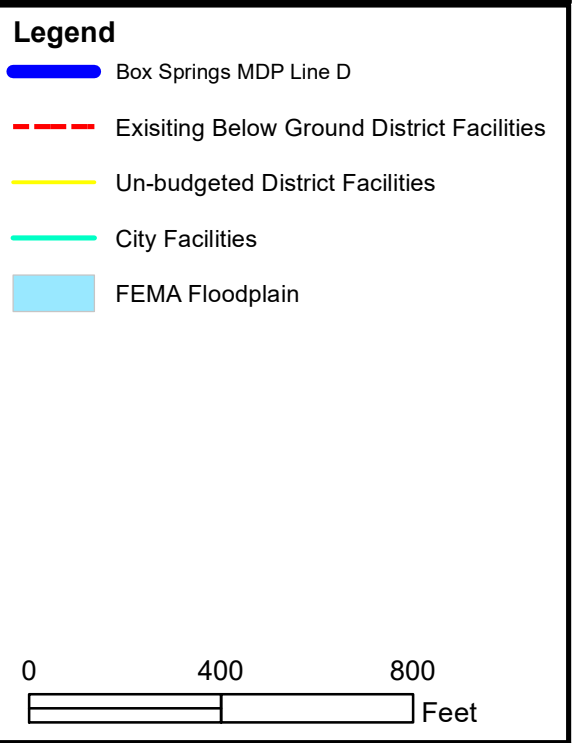 Legend
Box Springs MDP Line D
Exisiting Below Ground District Facilities
Un-budgeted District Facilities
City Facilities
FEMA Floodplain
0 400 800
Feet